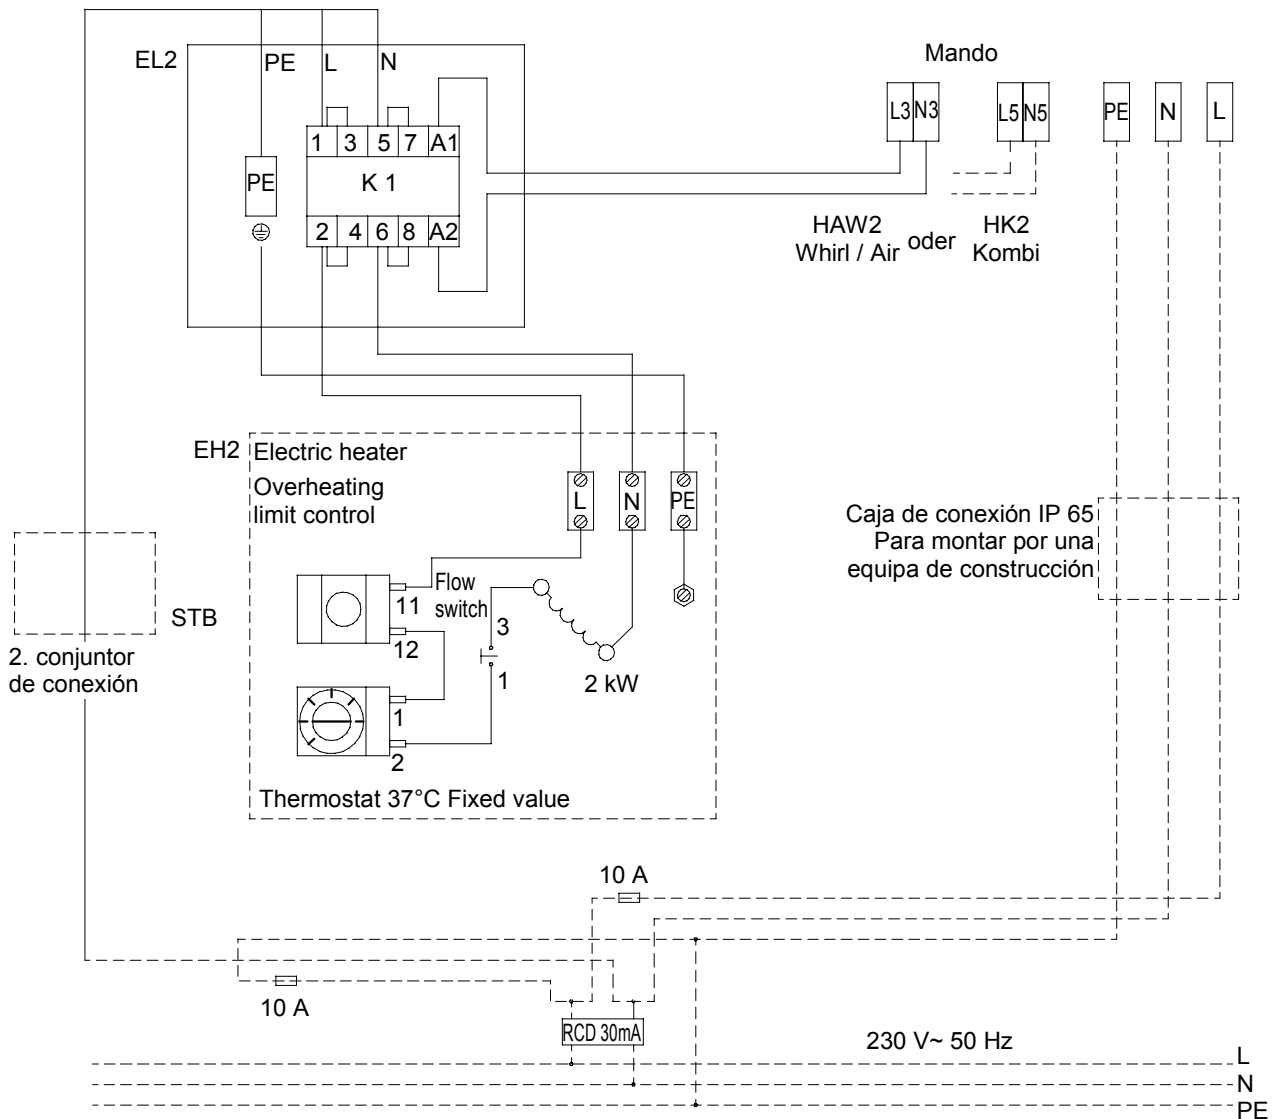 EL2
PE
L
N
1
3
5
7
A1
PE
K 1
2
4
6
8
A2
Mando
L3
N3
L5
N5
PE
N
L
HAW2
Whirl / Air
oder
HK2
Kombi
EH2
Electric heater
Overheating
limit control
L
N
PE
Flow
switch
11
12
3
1
1
2
2 kW
Thermostat 37°C Fixed value
STB
2. conjuntor
de conexión
Caja de conexión IP 65
Para montar por una
equipa de construcción
10 A
10 A
RCD 30mA
230 V~ 50 Hz
L
N
PE